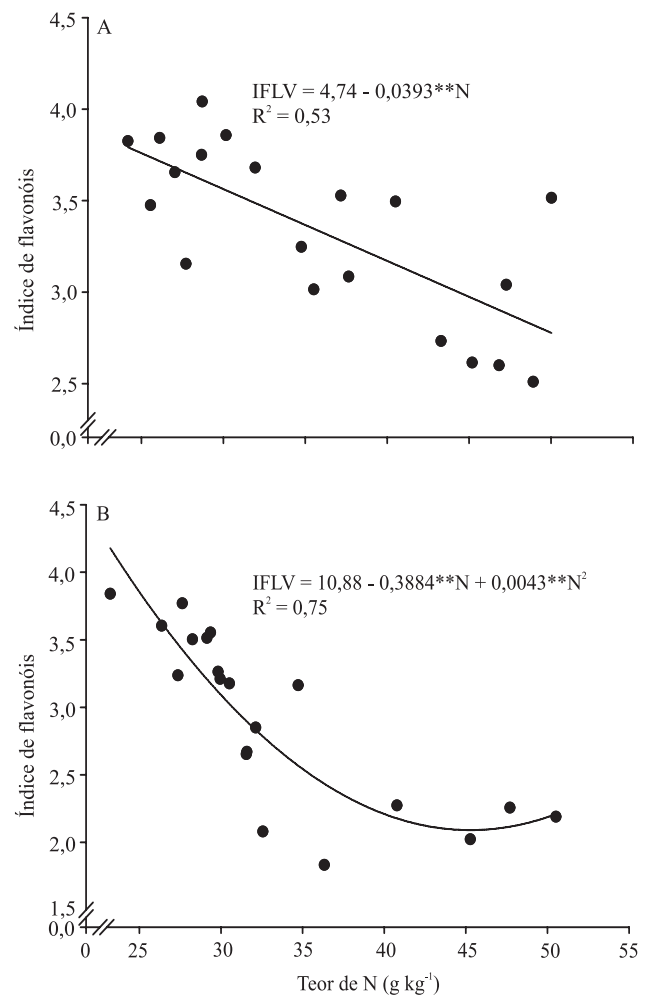 4,5
A
IFLV = 4,74 - 0,0393**N
R² = 0,53
4,0
3,5
3,0
2,5
0,0
Índice de flavonóis
4,5
B
IFLV = 10,88 - 0,3884**N + 0,0043**N²
R² = 0,75
4,0
3,5
3,0
2,5
2,0
1,5
0,0
Índice de flavonóis
0 25 30 35 40 45 50 55
Teor de N (g kg⁻¹)